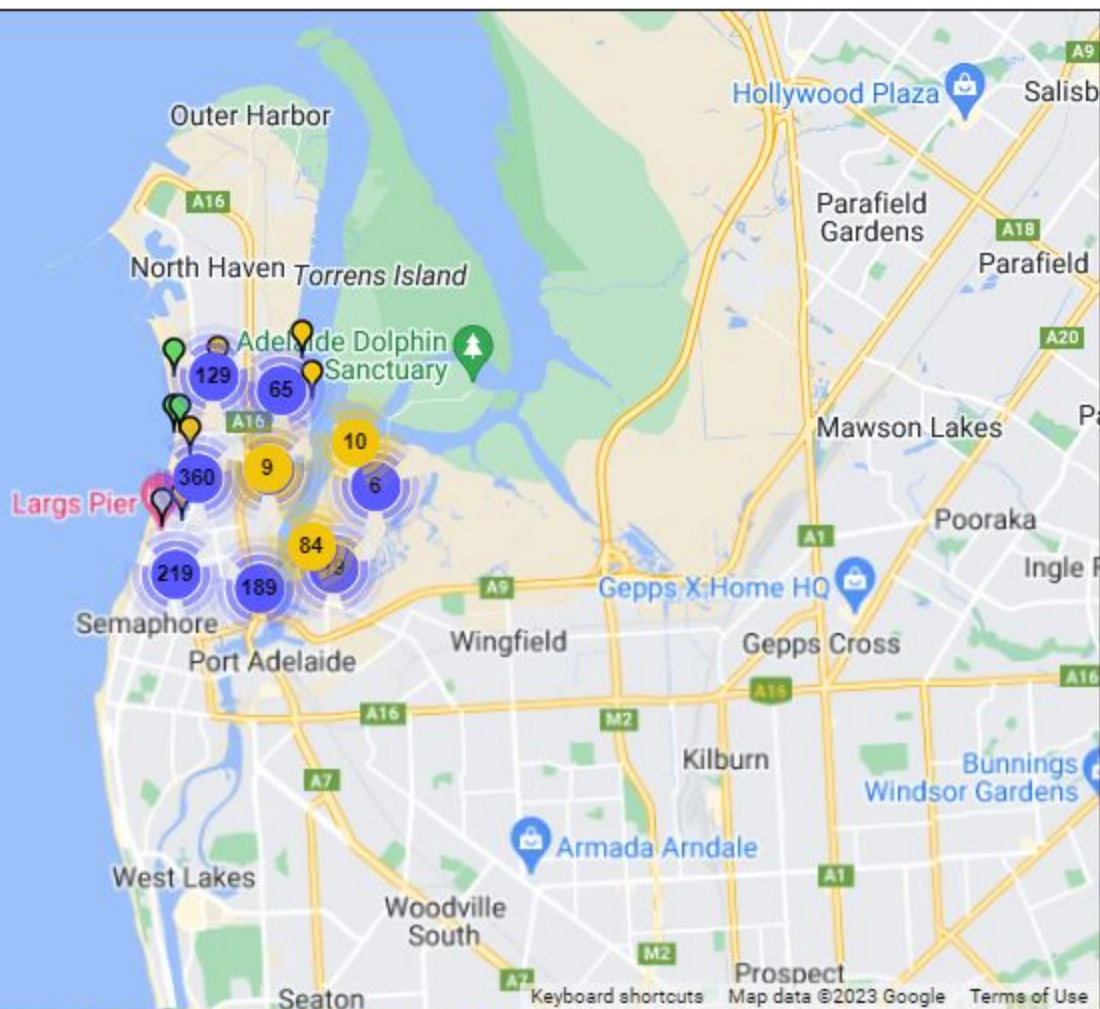 A9
Hollywood Plaza
Salisb
Outer Harbor
A16
Parafield
Gardens
A18
Parafield
North Haven
Torrens Island
A20
Adelaide Dolphin
Sanctuary
129
65
A16
10
Mawson Lakes
Pa
9
360
6
Largs Pier
Pooraka
A1
84
Ingle F
219
189
A9
Gepps X Home HQ
Semaphore
Wingfield
Gepps Cross
Port Adelaide
A16
A16
A16
M2
Kilburn
A7
Bunnings
Windsor Gardens
Armada Arndale
West Lakes
A1
Woodville
South
M2
A7
Prospect
Seaton
Keyboard shortcuts
Map data ©2023 Google
Terms of Use